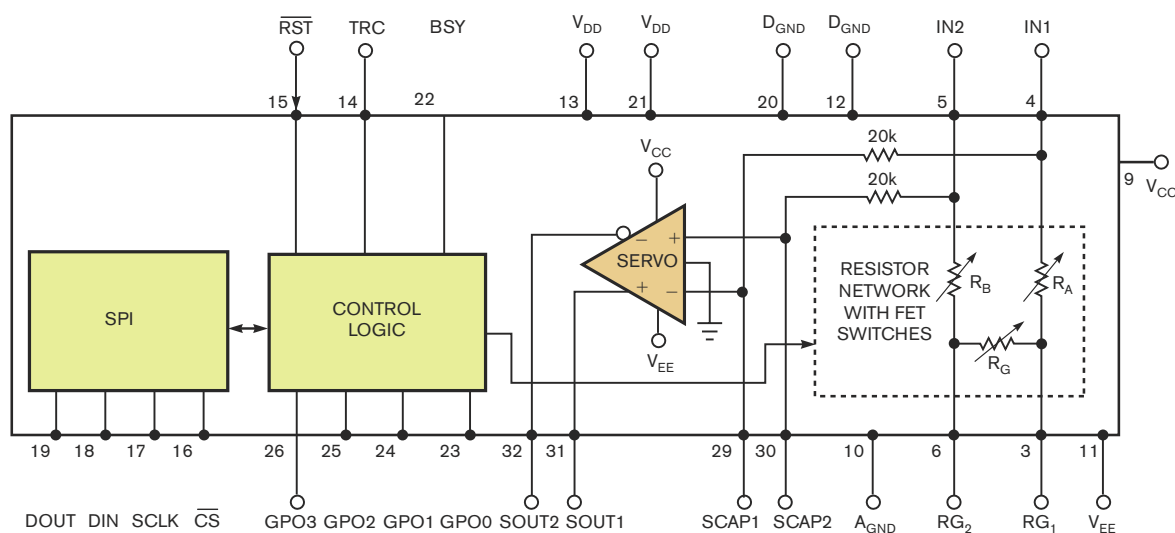 RST TRC BSY V_DD V_DD D_GND D_GND IN2 IN1
15 14 22 13 21 20 12 5 4
20k
V_CC
9
V_CC
20k
+ −
SERVO
+ −
V_EE
SPI
CONTROL
LOGIC
RESISTOR
NETWORK
WITH FET
SWITCHES
R_B
R_A
R_G
19 18 17 16 26 25 24 23 32 31 29 30 10 6 3 11
DOUT DIN SCLK CS GPO3 GPO2 GPO1 GPO0 SOUT2 SOUT1 SCAP1 SCAP2 A_GND RG_2 RG_1 V_EE